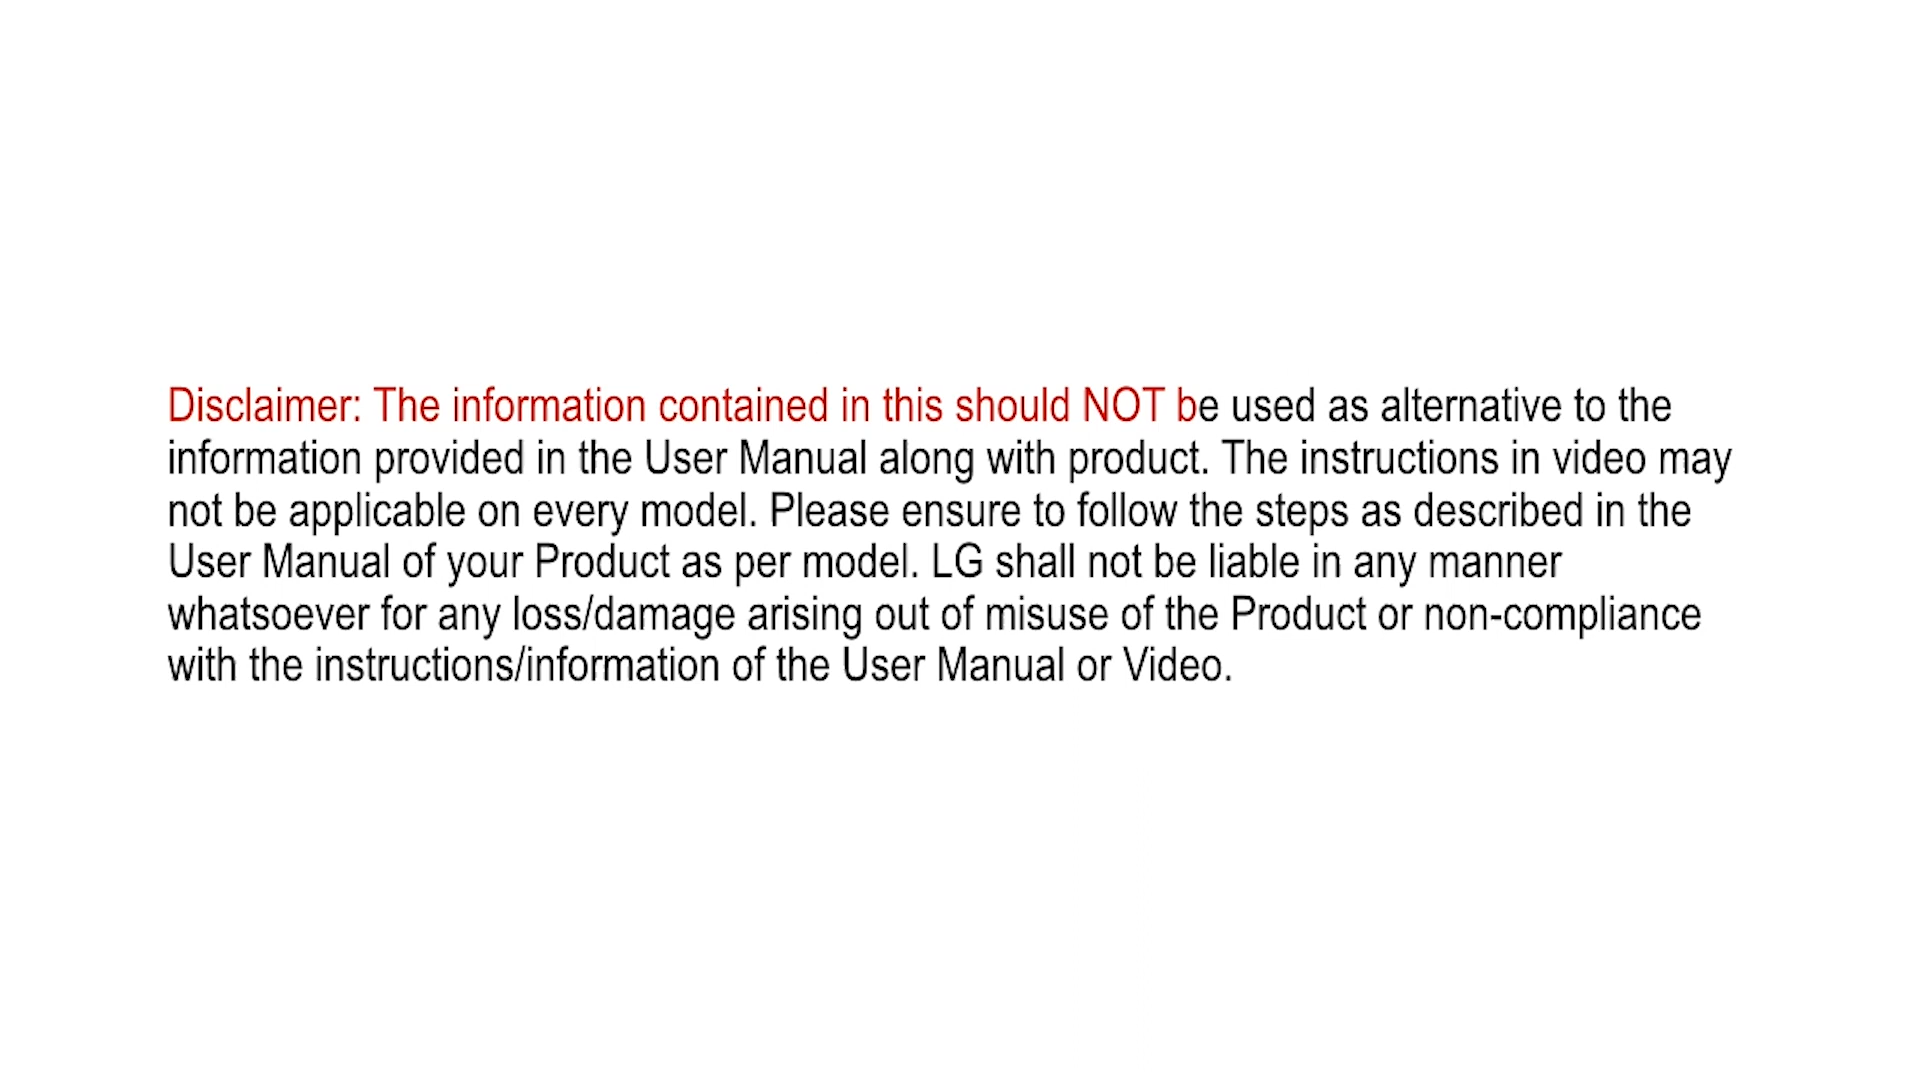 Disclaimer: The information contained in this should NOT be used as alternative to the
information provided in the User Manual along with product. The instructions in video may
not be applicable on every model. Please ensure to follow the steps as described in the
User Manual of your Product as per model. LG shall not be liable in any manner
whatsoever for any loss/damage arising out of misuse of the Product or non-compliance
with the instructions/information of the User Manual or Video.